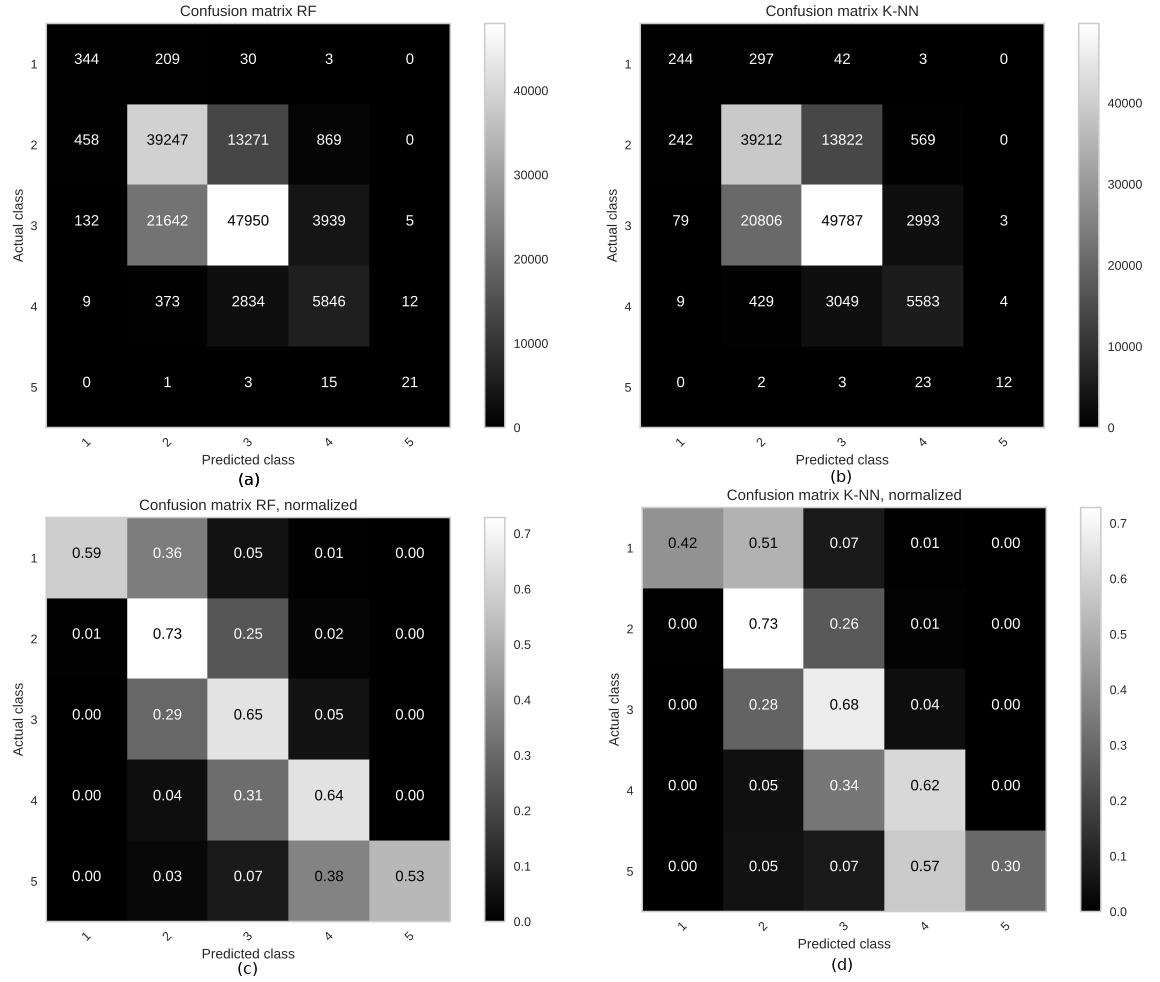 Confusion matrix RF
Actual class
1 344 209 30 3 0
2 458 39247 13271 869 0
3 132 21642 47950 3939 5
4 9 373 2834 5846 12
5 0 1 3 15 21
1 2 3 4 5
Predicted class
40000
30000
20000
10000
0
(a)
Confusion matrix K-NN
Actual class
1 244 297 42 3 0
2 242 39212 13822 569 0
3 79 20806 49787 2993 3
4 9 429 3049 5583 4
5 0 2 3 23 12
1 2 3 4 5
Predicted class
40000
30000
20000
10000
0
(b)
Confusion matrix RF, normalized
Actual class
1 0.59 0.36 0.05 0.01 0.00
2 0.01 0.73 0.25 0.02 0.00
3 0.00 0.29 0.65 0.05 0.00
4 0.00 0.04 0.31 0.64 0.00
5 0.00 0.03 0.07 0.38 0.53
1 2 3 4 5
Predicted class
0.7
0.6
0.5
0.4
0.3
0.2
0.1
0.0
(c)
Confusion matrix K-NN, normalized
Actual class
1 0.42 0.51 0.07 0.01 0.00
2 0.00 0.73 0.26 0.01 0.00
3 0.00 0.28 0.68 0.04 0.00
4 0.00 0.05 0.34 0.62 0.00
5 0.00 0.05 0.07 0.57 0.30
1 2 3 4 5
Predicted class
0.7
0.6
0.5
0.4
0.3
0.2
0.1
0.0
(d)